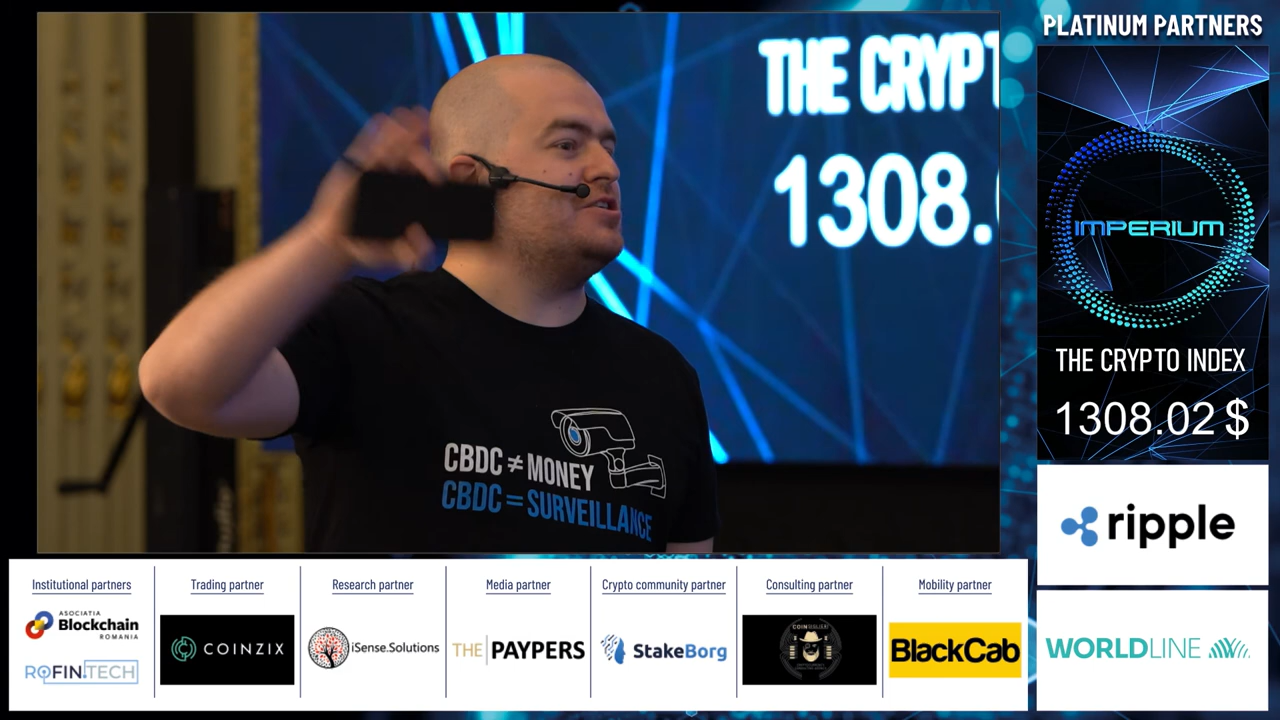 PLATINUM PARTNERS
THE CRYPT
1308.
CBDC ≠ MONEY
CBDC = SURVEILLANCE
IMPERIUM
THE CRYPTO INDEX
1308.02 $
ripple
WORLDLINE
Institutional partners
ASOCIATIA
Blockchain
ROMANIA
ROFIN.TECH
Trading partner
COINZIX
Research partner
iSense.Solutions
Media partner
THE PAYPERS
Crypto community partner
StakeBorg
Consulting partner
Mobility partner
BlackCab